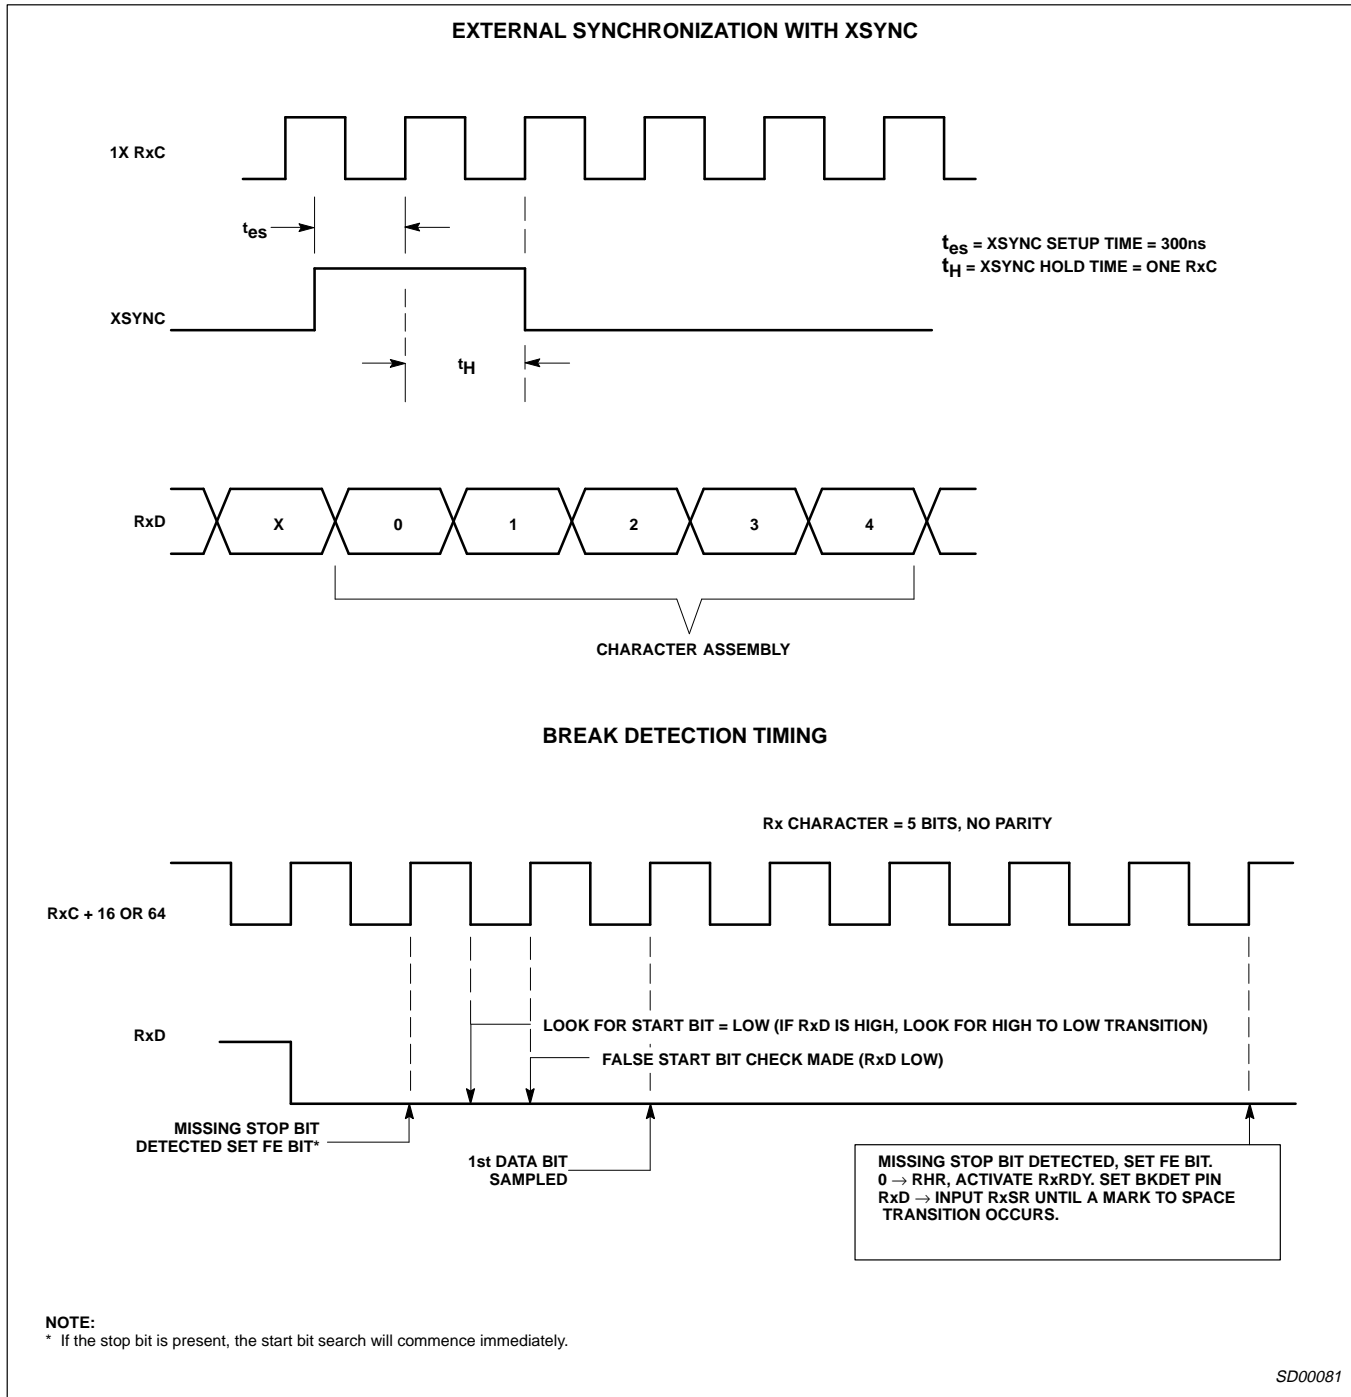 EXTERNAL SYNCHRONIZATION WITH XSYNC
1X RxC
tes
tes = XSYNC SETUP TIME = 300ns
tH = XSYNC HOLD TIME = ONE RxC
XSYNC
tH
RxD
X 0 1 2 3 4
CHARACTER ASSEMBLY
BREAK DETECTION TIMING
Rx CHARACTER = 5 BITS, NO PARITY
RxC + 16 OR 64
RxD
LOOK FOR START BIT = LOW (IF RxD IS HIGH, LOOK FOR HIGH TO LOW TRANSITION)
FALSE START BIT CHECK MADE (RxD LOW)
MISSING STOP BIT
DETECTED SET FE BIT*
1st DATA BIT
SAMPLED
MISSING STOP BIT DETECTED, SET FE BIT.
0 → RHR, ACTIVATE RxRDY. SET BKDET PIN
RxD → INPUT RxSR UNTIL A MARK TO SPACE
TRANSITION OCCURS.
NOTE:
* If the stop bit is present, the start bit search will commence immediately.
SD00081